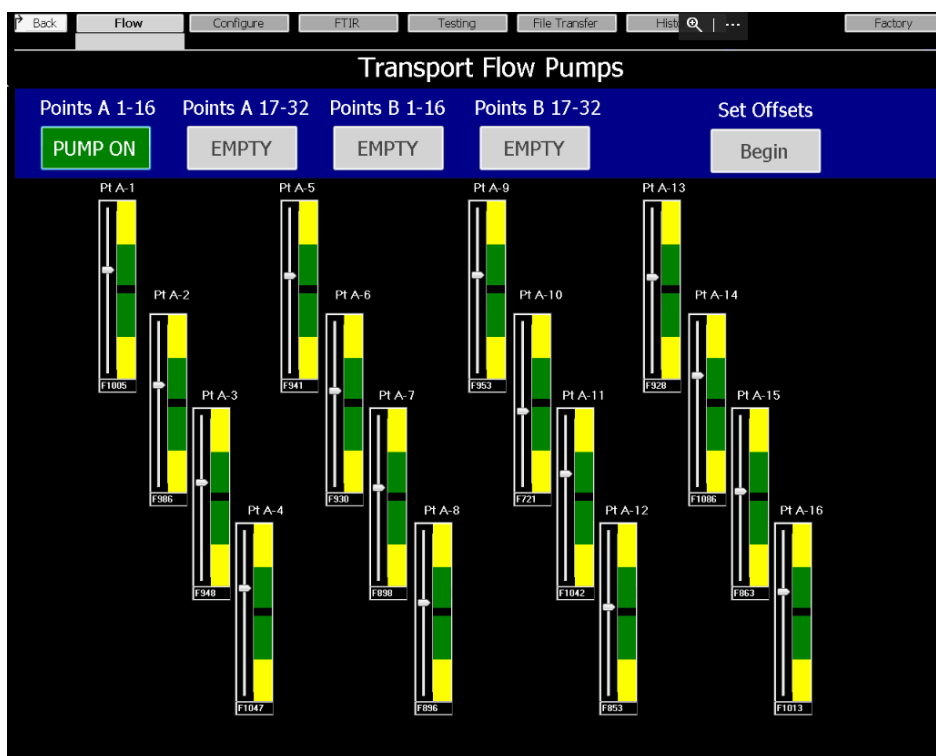 Back Flow Configure FTIR Testing File Transfer Histo ... Factory
Transport Flow Pumps
Points A 1-16 Points A 17-32 Points B 1-16 Points B 17-32 Set Offsets
PUMP ON EMPTY EMPTY EMPTY Begin
Pt A-1 Pt A-5 Pt A-9 Pt A-13
Pt A-2 Pt A-6 Pt A-10 Pt A-14
F1005 F941 F953 F928
Pt A-3 Pt A-7 Pt A-11 Pt A-15
F986 F930 F721 F1086
Pt A-4 Pt A-8 Pt A-12 Pt A-16
F948 F898 F1042 F863
F1047 F896 F853 F1013